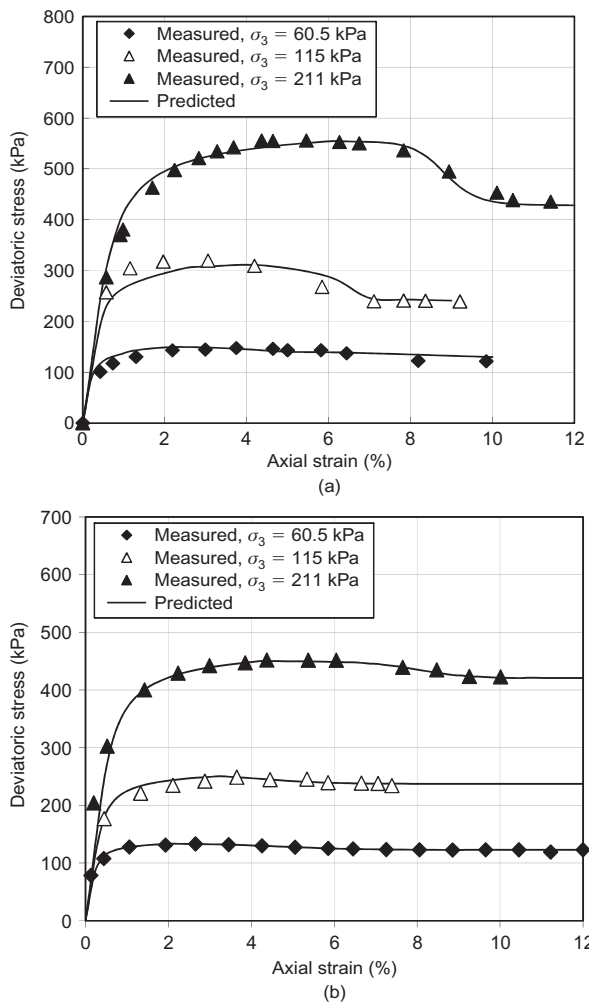 800
700
600
500
400
300
200
100
0
Deviatoric stress (kPa)
Measured, σ3 = 60.5 kPa
Measured, σ3 = 115 kPa
Measured, σ3 = 211 kPa
Predicted
0 2 4 6 8 10 12
Axial strain (%)
(a)
700
600
500
400
300
200
100
0
Deviatoric stress (kPa)
Measured, σ3 = 60.5 kPa
Measured, σ3 = 115 kPa
Measured, σ3 = 211 kPa
Predicted
0 2 4 6 8 10 12
Axial strain (%)
(b)